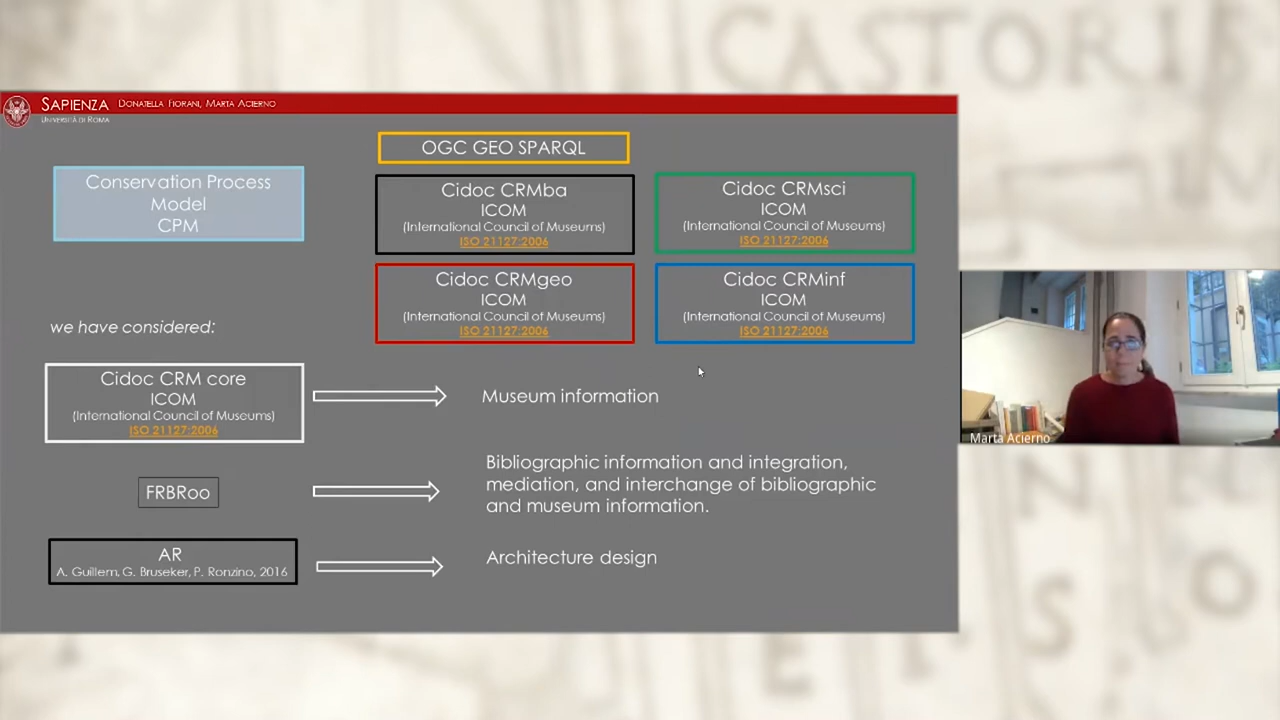 CASTORIS
SAPIENZA
UNIVERSITÀ DI ROMA
DONATELLA FIORANI, MARTA ACIERNO
OGC GEO SPARQL
Conservation Process
Model
CPM
Cidoc CRMba
ICOM
(International Council of Museums)
ISO 21127:2006
Cidoc CRMsci
ICOM
(International Council of Museums)
ISO 21127:2006
Cidoc CRMgeo
ICOM
(International Council of Museums)
ISO 21127:2006
Cidoc CRMinf
ICOM
(International Council of Museums)
ISO 21127:2006
we have considered:
Cidoc CRM core
ICOM
(International Council of Museums)
ISO 21127:2006
Museum information
FRBRoo
Bibliographic information and integration,
mediation, and interchange of bibliographic
and museum information.
AR
A. Guillem, G. Bruseker, P. Ronzino, 2016
Architecture design
Marta Acierno